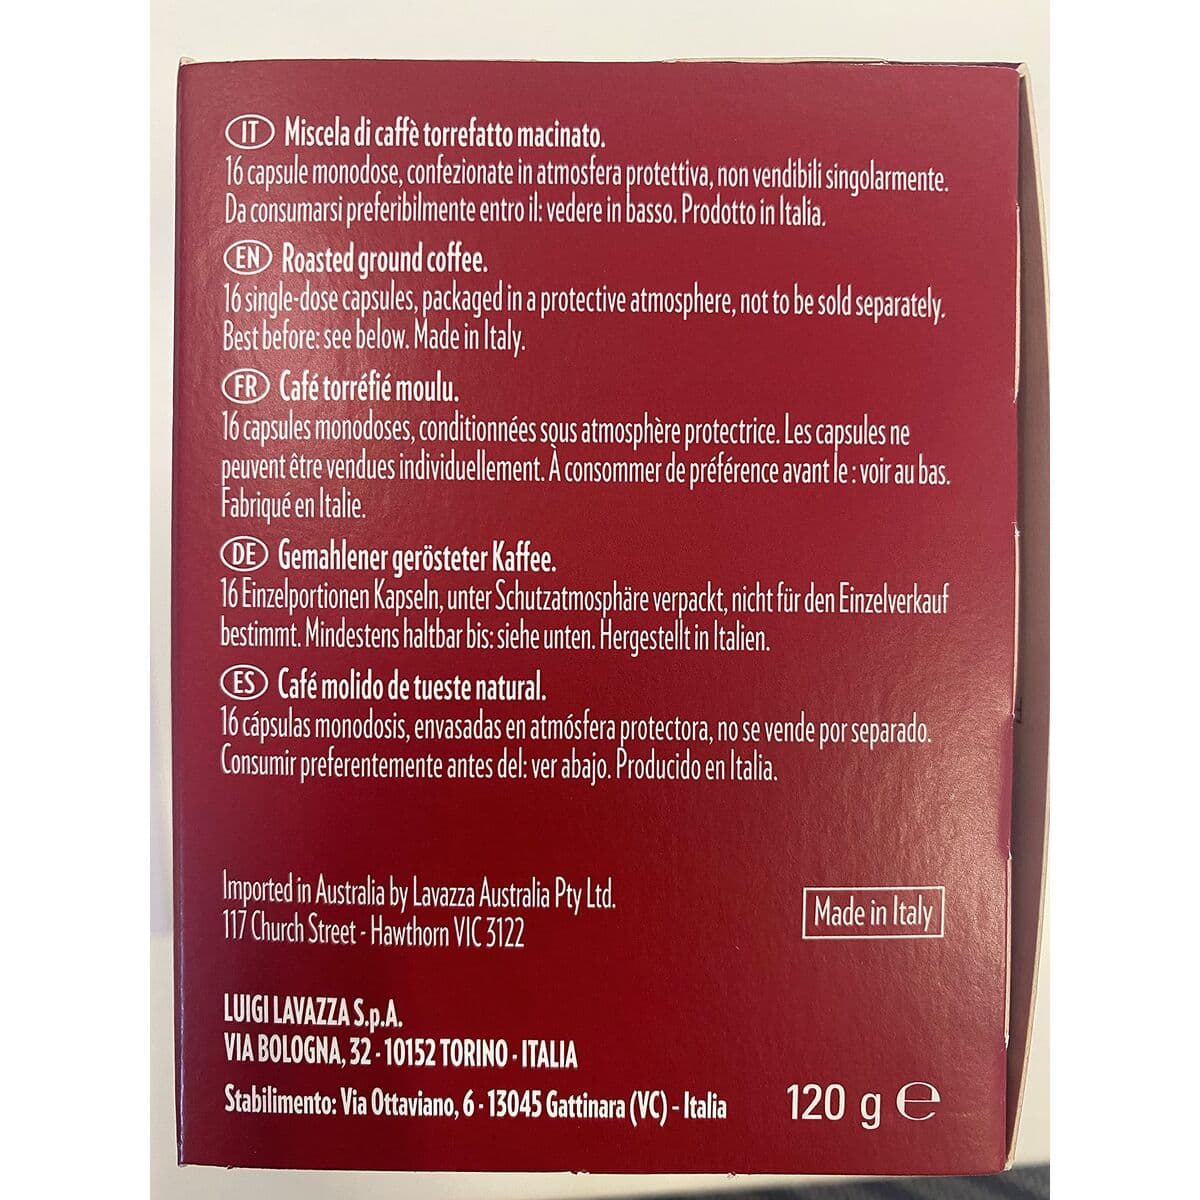 IT Miscela di caffè torrefatto macinato.
16 capsule monodose, confezionate in atmosfera protettiva, non vendibili singolarmente.
Da consumarsi preferibilmente entro il: vedere in basso. Prodotto in Italia.
EN Roasted ground coffee.
16 single-dose capsules, packaged in a protective atmosphere, not to be sold separately.
Best before: see below. Made in Italy.
FR Café torréfié moulu.
16 capsules monodoses, conditionnées sous atmosphère protectrice. Les capsules ne
peuvent être vendues individuellement. À consommer de préférence avant le : voir au bas.
Fabriqué en Italie.
DE Gemahlener gerösteter Kaffee.
16 Einzelportionen Kapseln, unter Schutzatmosphäre verpackt, nicht für den Einzelverkauf
bestimmt. Mindestens haltbar bis: siehe unten. Hergestellt in Italien.
ES Café molido de tueste natural.
16 cápsulas monodosis, envasadas en atmósfera protectora, no se vende por separado.
Consumir preferentemente antes del: ver abajo. Producido en Italia.
Imported in Australia by Lavazza Australia Pty Ltd.
117 Church Street - Hawthorn VIC 3122
Made in Italy
LUIGI LAVAZZA S.p.A.
VIA BOLOGNA, 32 - 10152 TORINO - ITALIA
Stabilimento: Via Ottaviano, 6 - 13045 Gattinara (VC) - Italia
120 g ℮